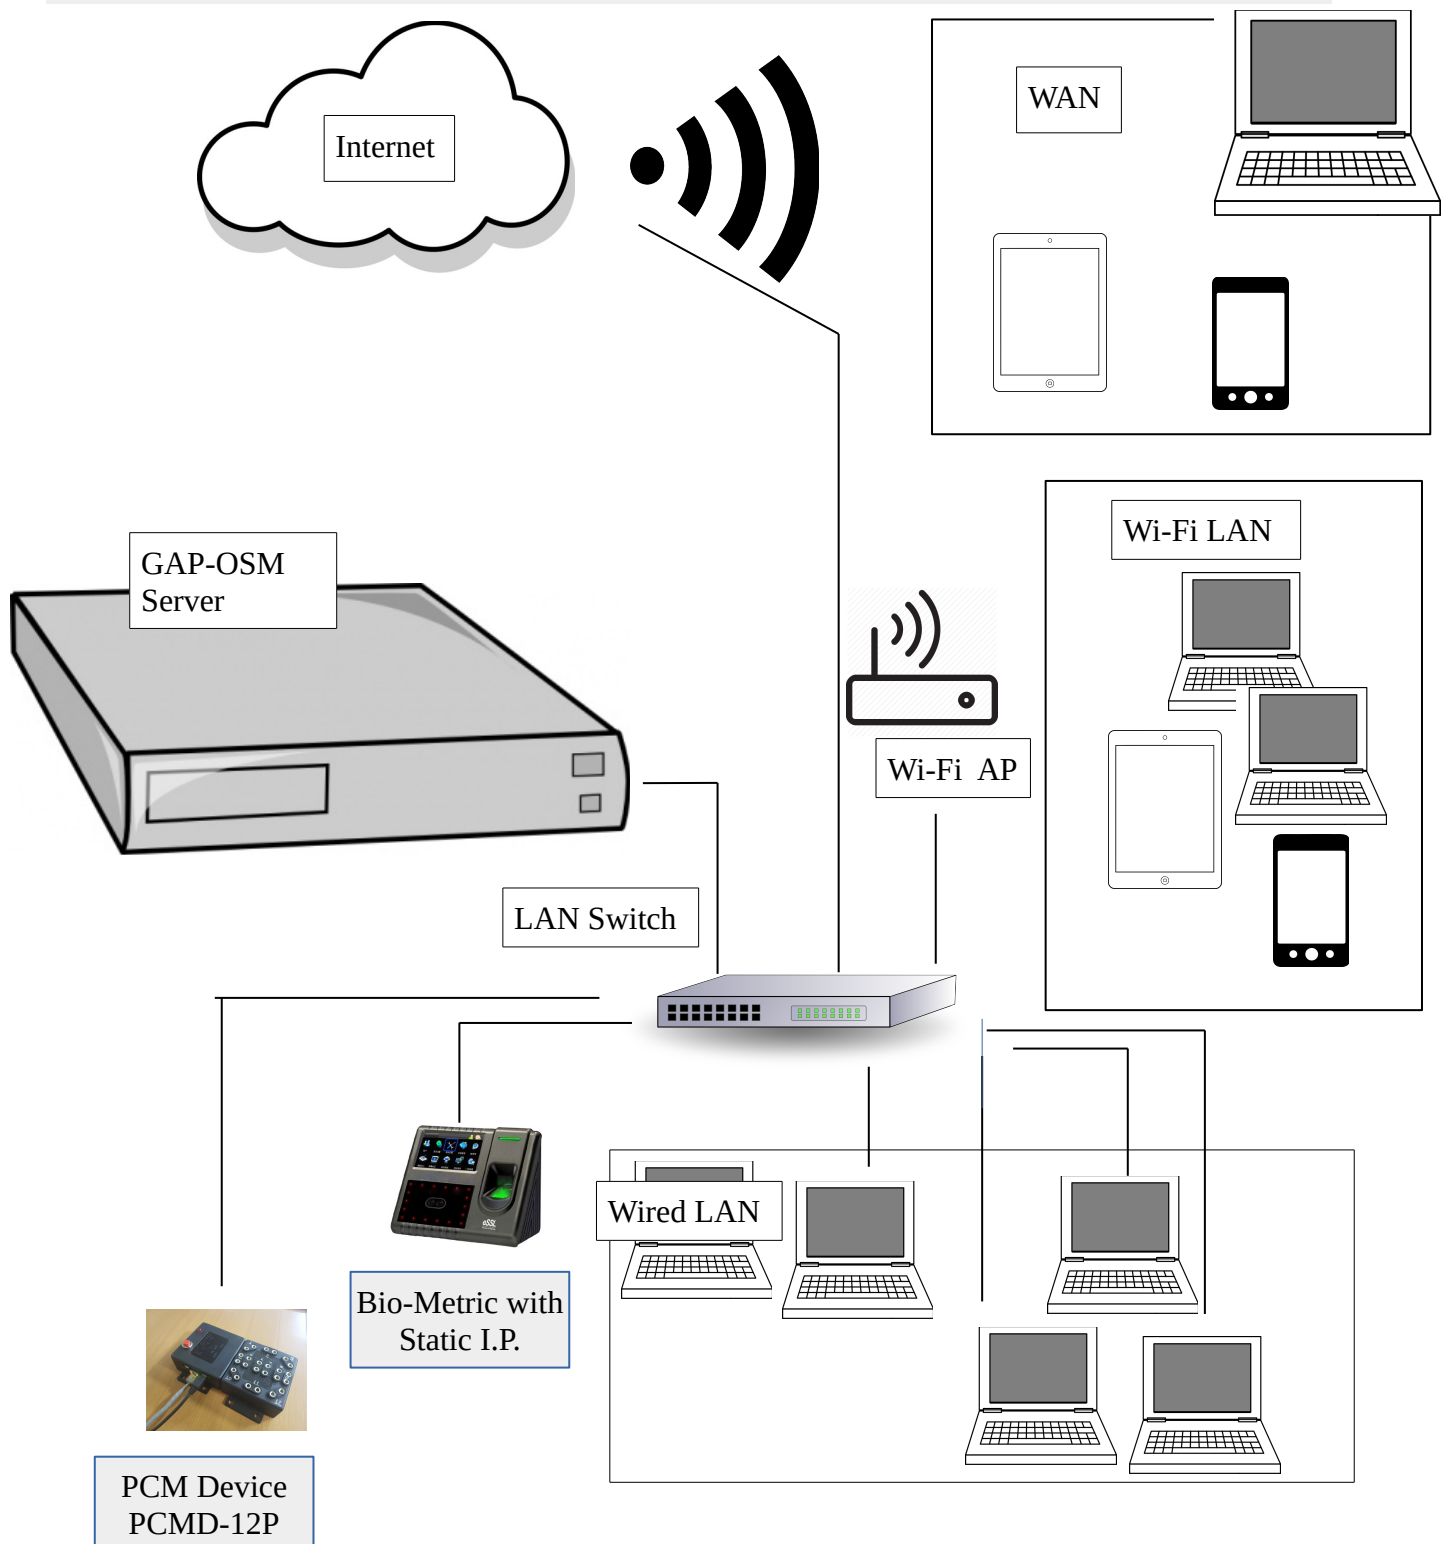 WAN
Internet
Wi-Fi LAN
GAP-OSM
Server
Wi-Fi AP
LAN Switch
eSSL
Wired LAN
Bio-Metric with
Static I.P.
PCM Device
PCMD-12P